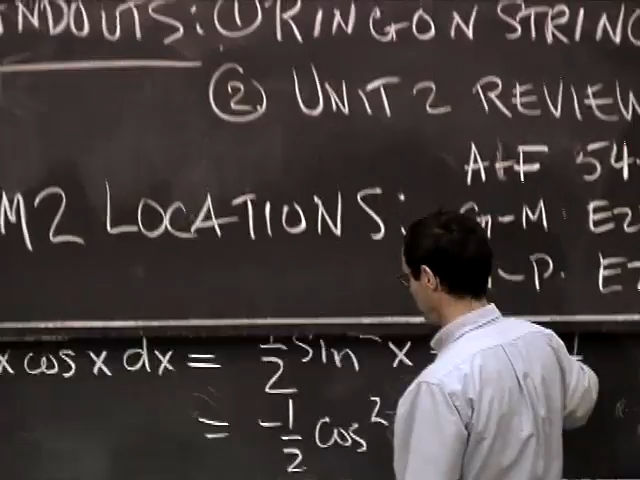 NDOUTS: ① RING ON STRING
② UNIT 2 REVIEW
A-F 54-
M2 LOCATIONS: G-M E2
-P. E2
x cos x dx = 1/2 sin x
= -1/2 cos²